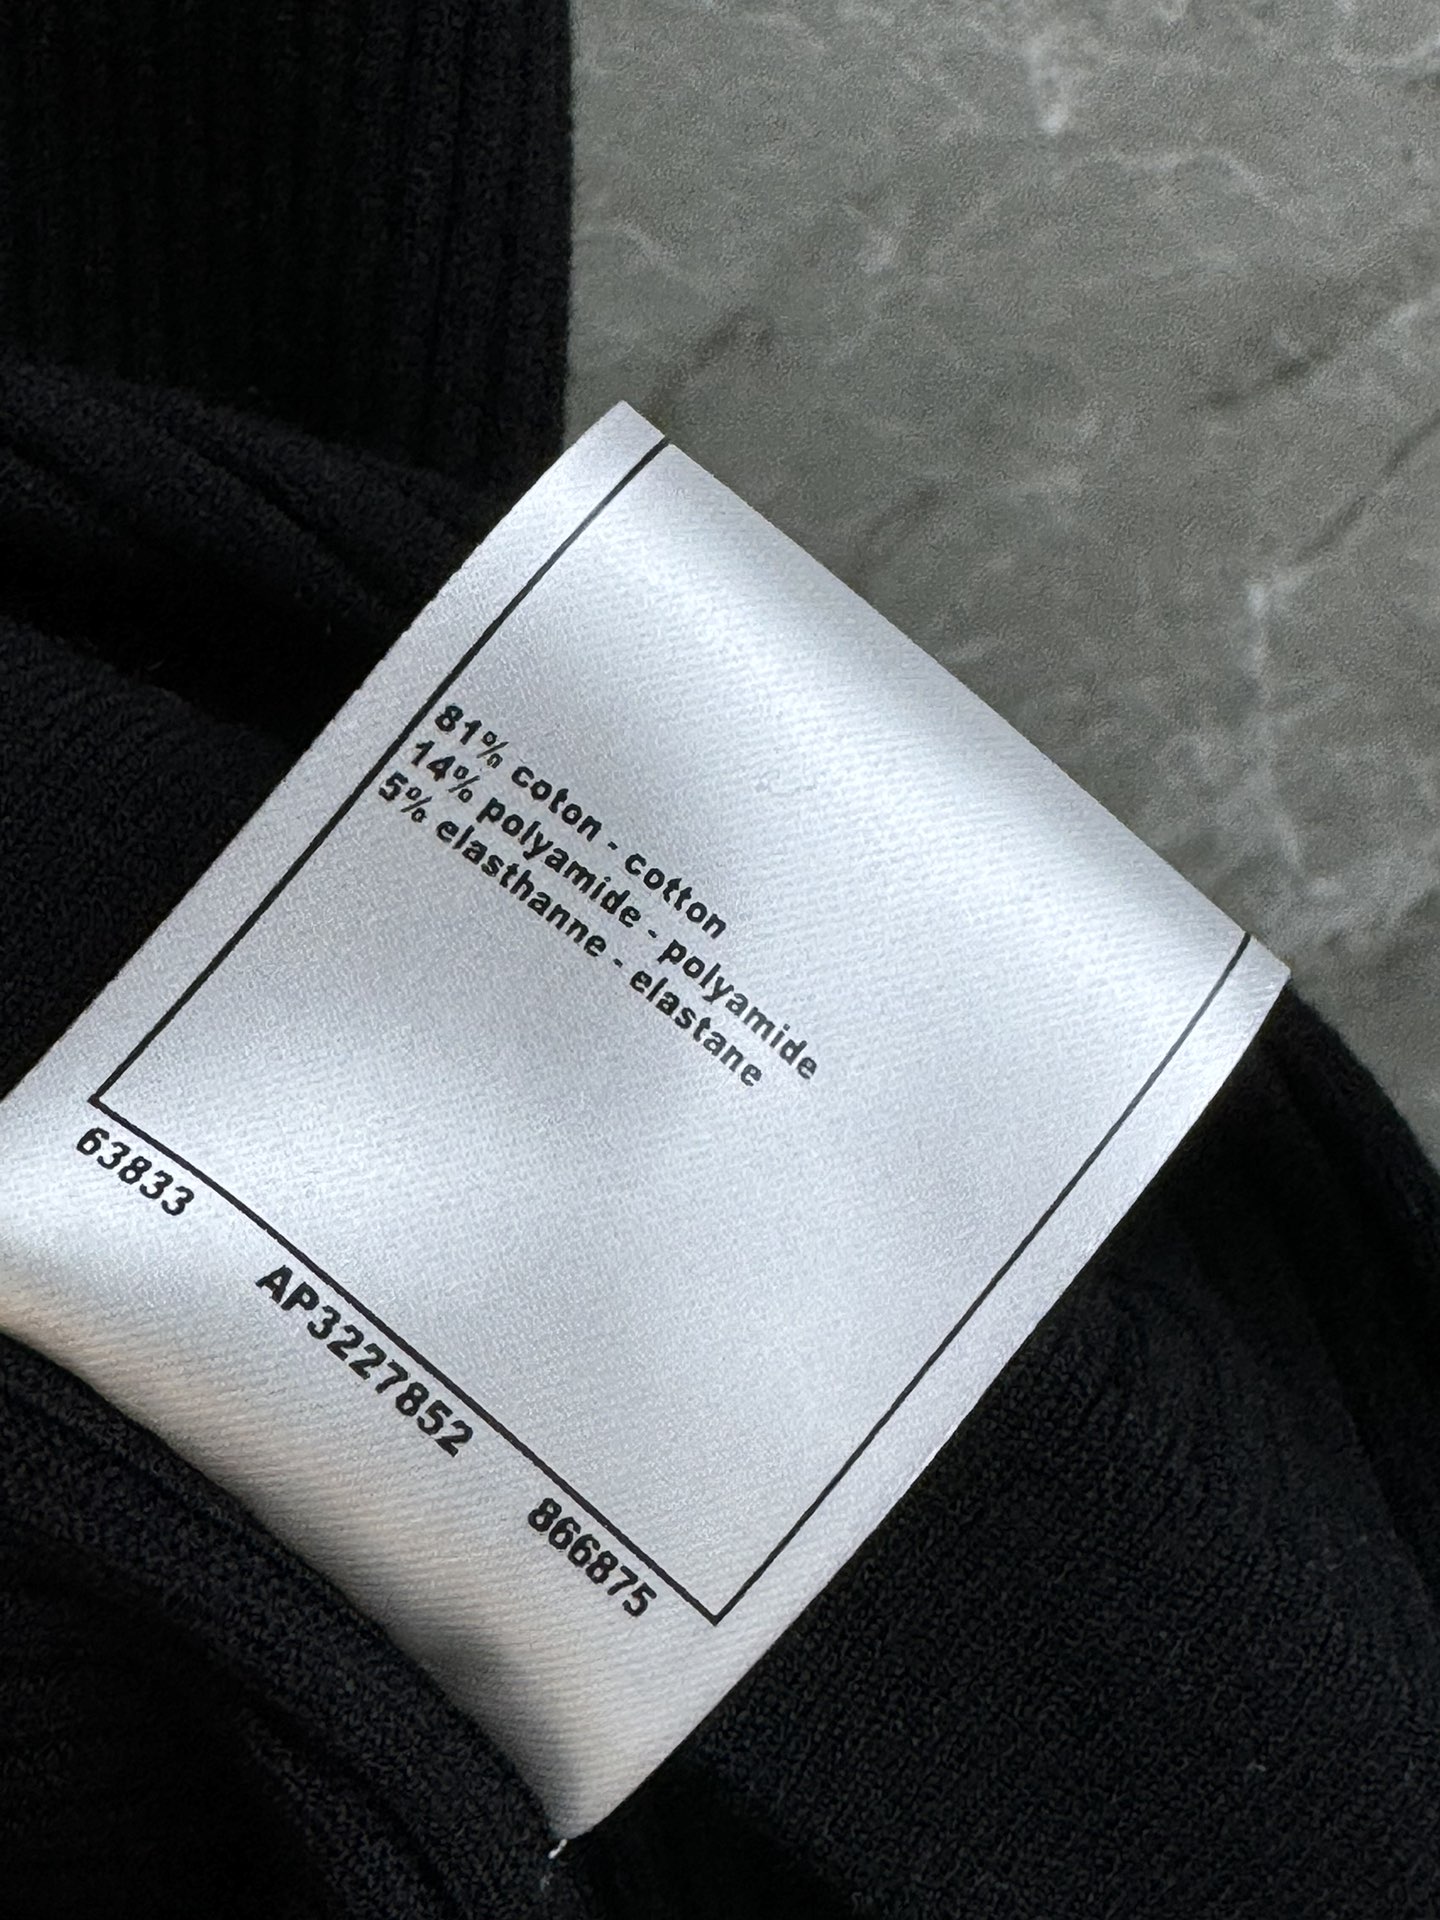 81% coton - cotton
14% polyamide - polyamide
5% elasthanne - elastane
63833 AP3227852 866875